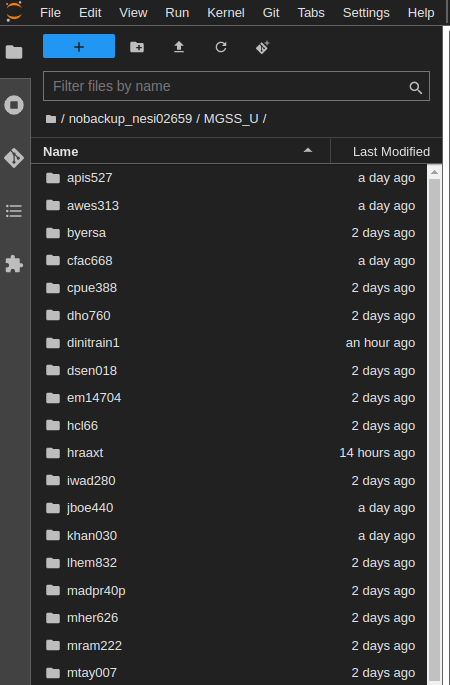 File Edit View Run Kernel Git Tabs Settings Help
Filter files by name
/ nobackup_nesi02659 / MGSS_U /
Name Last Modified
apis527 a day ago
awes313 a day ago
byersa 2 days ago
cfac668 a day ago
cpue388 2 days ago
dho760 2 days ago
dinitrain1 an hour ago
dsen018 2 days ago
em14704 2 days ago
hcl66 2 days ago
hraaxt 14 hours ago
iwad280 2 days ago
jboe440 a day ago
khan030 a day ago
lhem832 2 days ago
madpr40p 2 days ago
mher626 2 days ago
mram222 2 days ago
mtay007 2 days ago